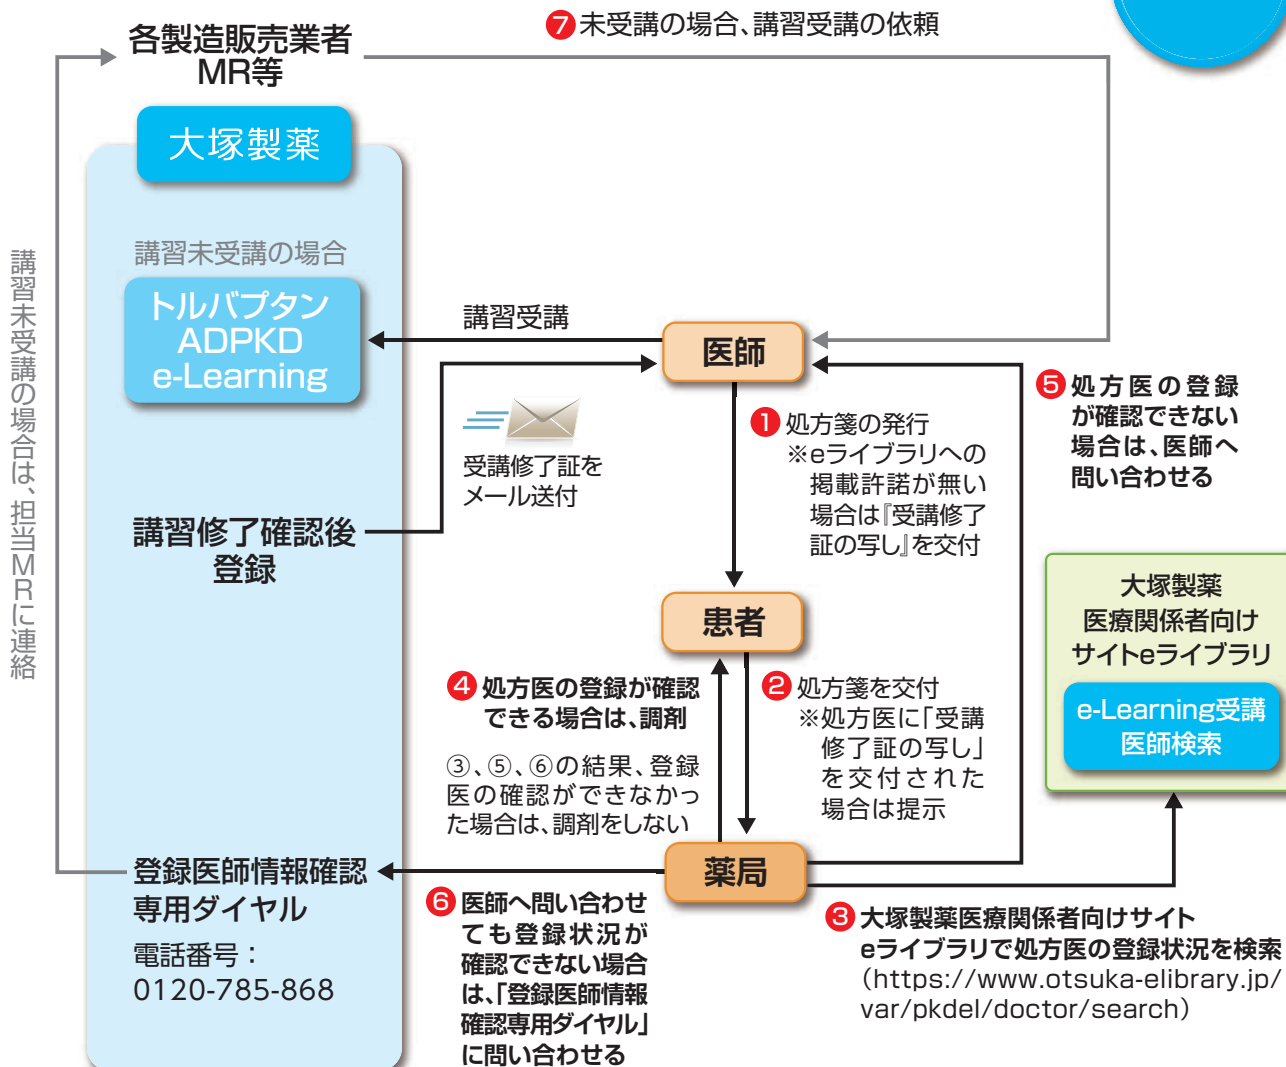 ❼未受講の場合、講習受講の依頼
各製造販売業者
MR等
大塚製薬
講習未受講の場合は、担当MRに連絡
講習未受講の場合
トルバプタン
ADPKD
e-Learning
講習受講
医師
受講修了証を
メール送付
講習修了確認後
登録
❶処方箋の発行
※eライブラリへの
掲載許諾が無い
場合は『受講修了
証の写し』を交付
❺処方医の登録
が確認できない
場合は、医師へ
問い合わせる
患者
大塚製薬
医療関係者向け
サイトeライブラリ
e-Learning受講
医師検索
❹処方医の登録が確認
できる場合は、調剤
③、⑤、⑥の結果、登録
医の確認ができなかっ
た場合は、調剤をしない
❷処方箋を交付
※処方医に「受講
修了証の写し」
を交付された
場合は提示
薬局
登録医師情報確認
専用ダイヤル
電話番号：
0120-785-868
❻医師へ問い合わせ
ても登録状況が
確認できない場合
は、「登録医師情報
確認専用ダイヤル」
に問い合わせる
❸大塚製薬医療関係者向けサイト
eライブラリで処方医の登録状況を検索
（https://www.otsuka-elibrary.jp/
var/pkdel/doctor/search）